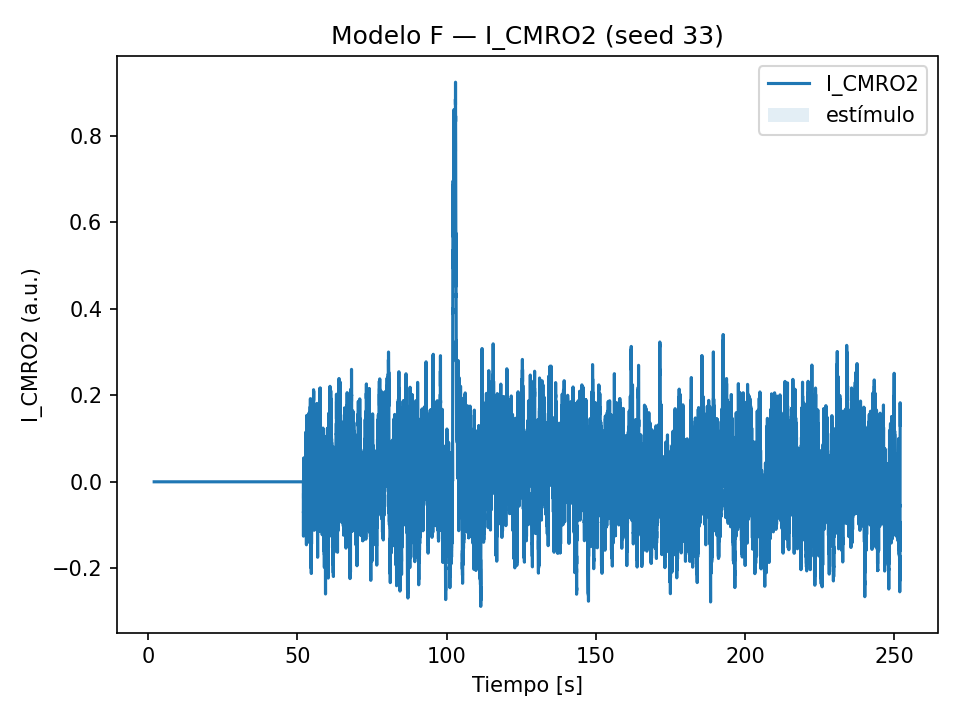 Modelo F — I_CMRO2 (seed 33)
I_CMRO2
estímulo
0.8
0.6
0.4
0.2
0.0
−0.2
I_CMRO2 (a.u.)
0
50
100
150
200
250
Tiempo [s]